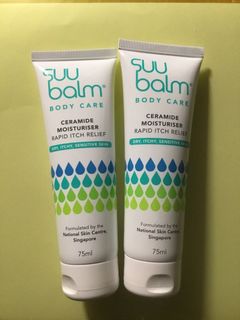 suu
balm®
BODY CARE
CERAMIDE
MOISTURISER
RAPID ITCH RELIEF
DRY, ITCHY, SENSITIVE SKIN
Formulated by the
National Skin Centre,
Singapore
75ml
suu
balm®
BODY CARE
CERAMIDE
MOISTURISER
RAPID ITCH RELIEF
DRY, ITCHY, SENSITIVE SKIN
Formulated by the
National Skin Centre,
Singapore
75ml